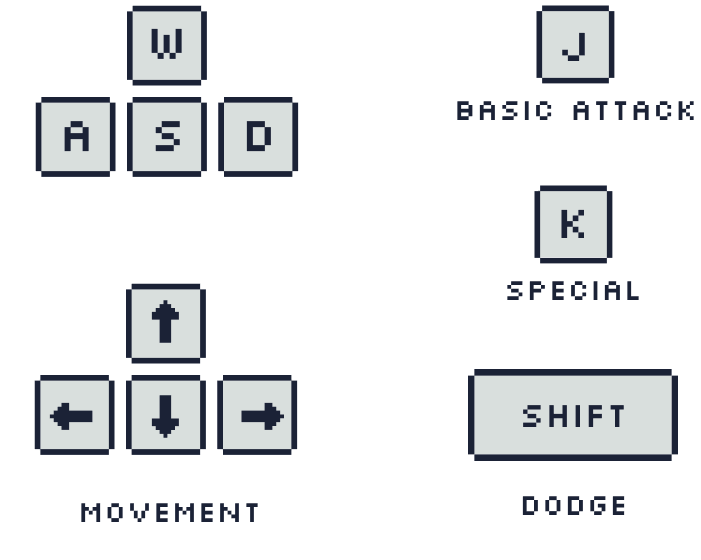 W
A S D
↑
← ↓ →
MOVEMENT
J
BASIC ATTACK
K
SPECIAL
SHIFT
DODGE